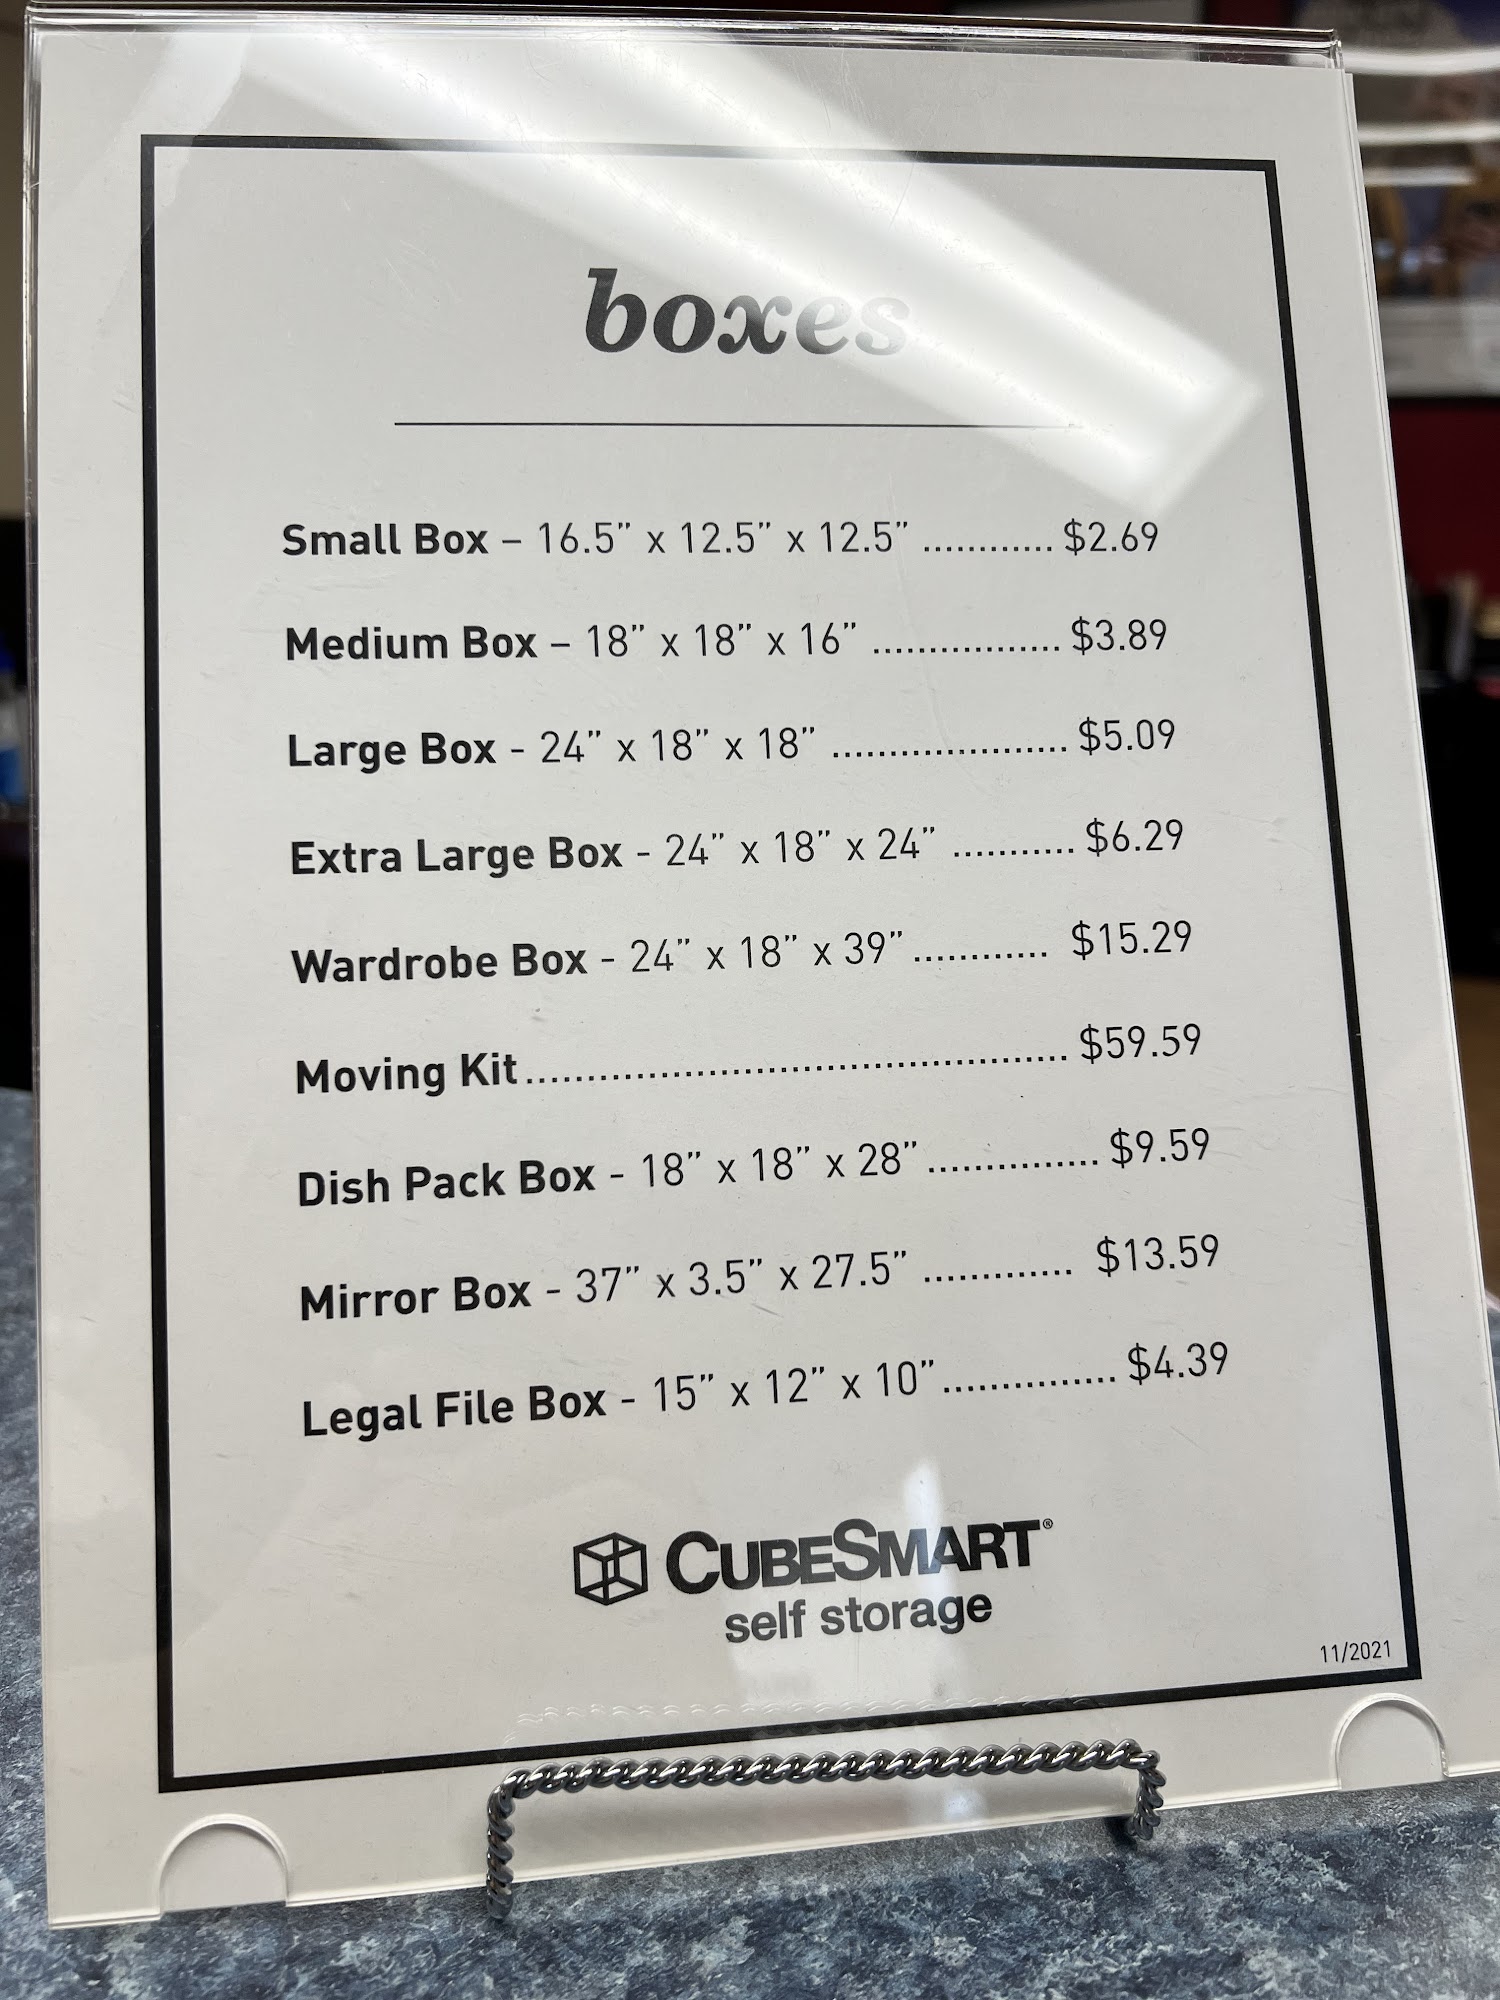 boxes
Small Box – 16.5” x 12.5” x 12.5” ............ $2.69
Medium Box – 18” x 18” x 16” ................. $3.89
Large Box - 24” x 18” x 18” ..................... $5.09
Extra Large Box - 24” x 18” x 24” ........... $6.29
Wardrobe Box - 24” x 18” x 39” ............ $15.29
Moving Kit ................................................ $59.59
Dish Pack Box - 18” x 18” x 28” ............... $9.59
Mirror Box - 37” x 3.5” x 27.5” ............. $13.59
Legal File Box - 15” x 12” x 10” ............... $4.39
CUBESMART®
self storage
11/2021